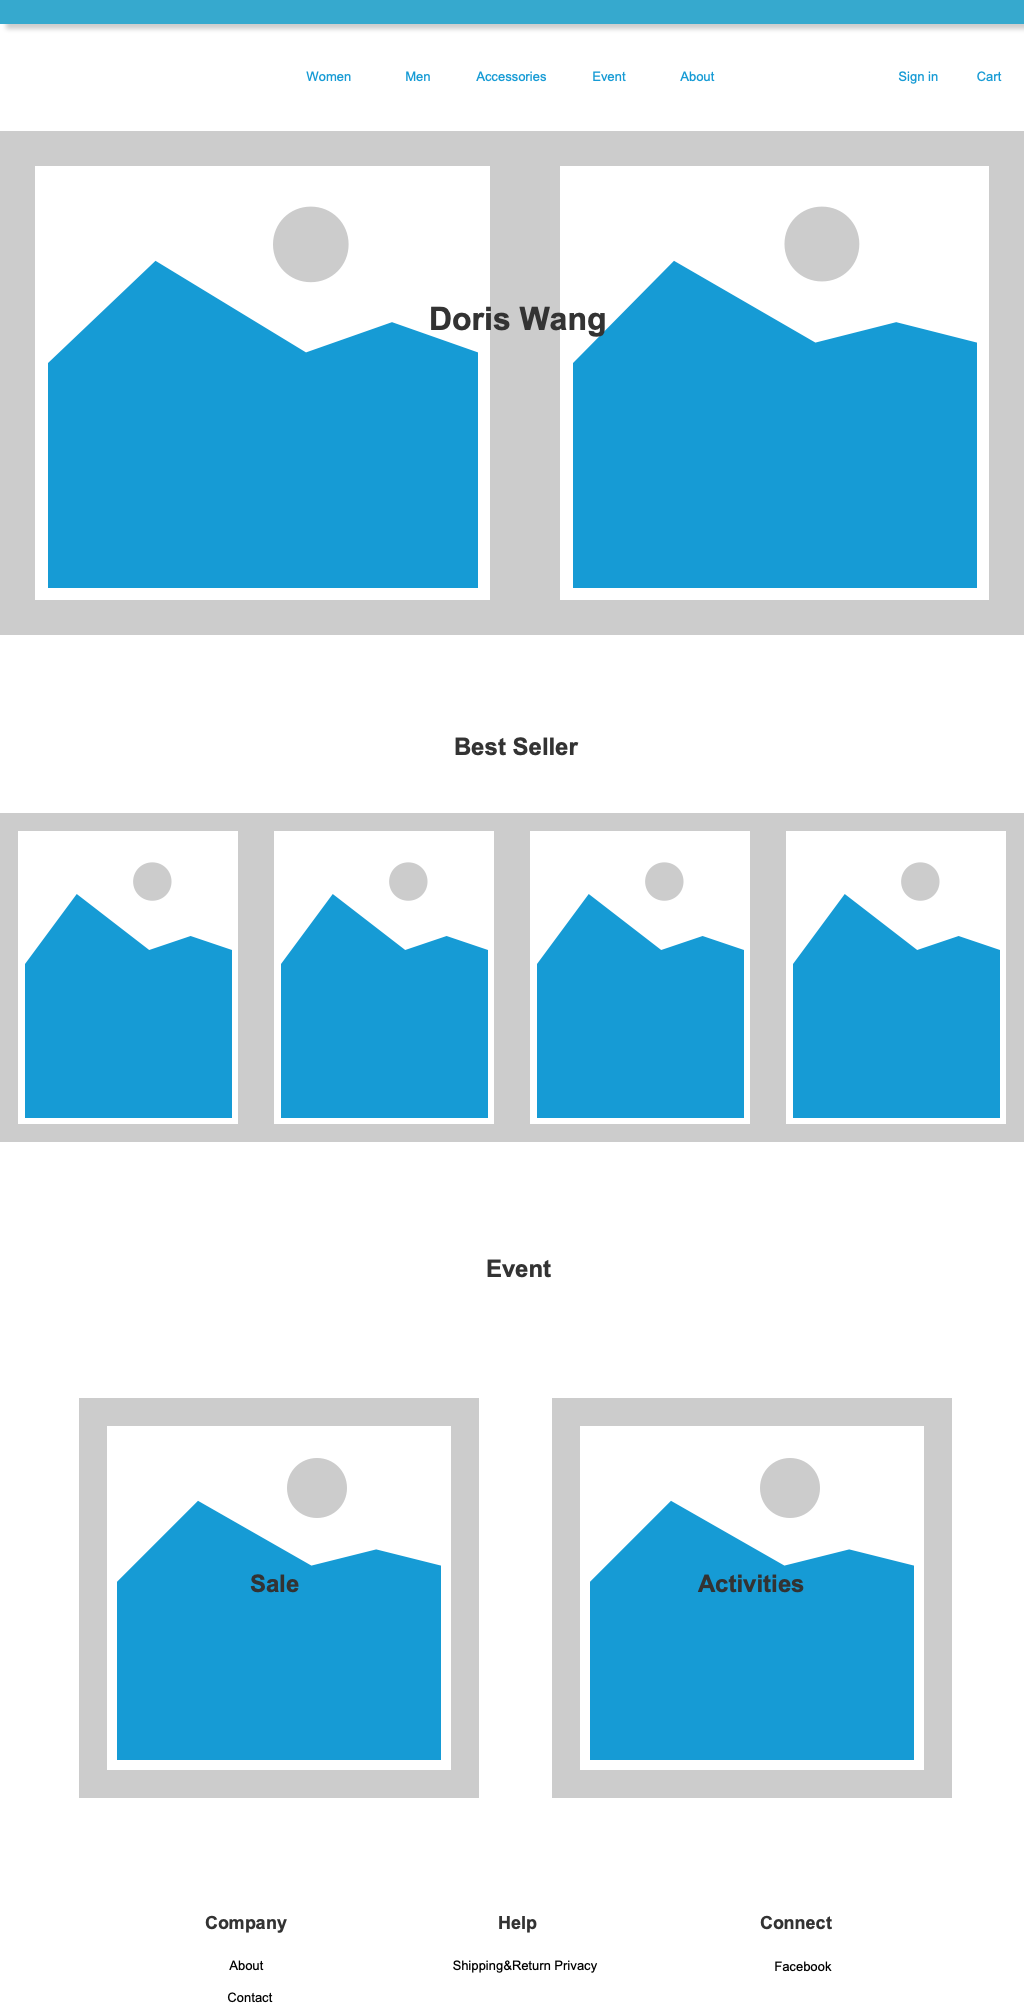 Women Men Accessories Event About Sign in Cart
Doris Wang
Best Seller
Event
Sale Activities
Company Help Connect
About Shipping&Return Privacy Facebook
Contact